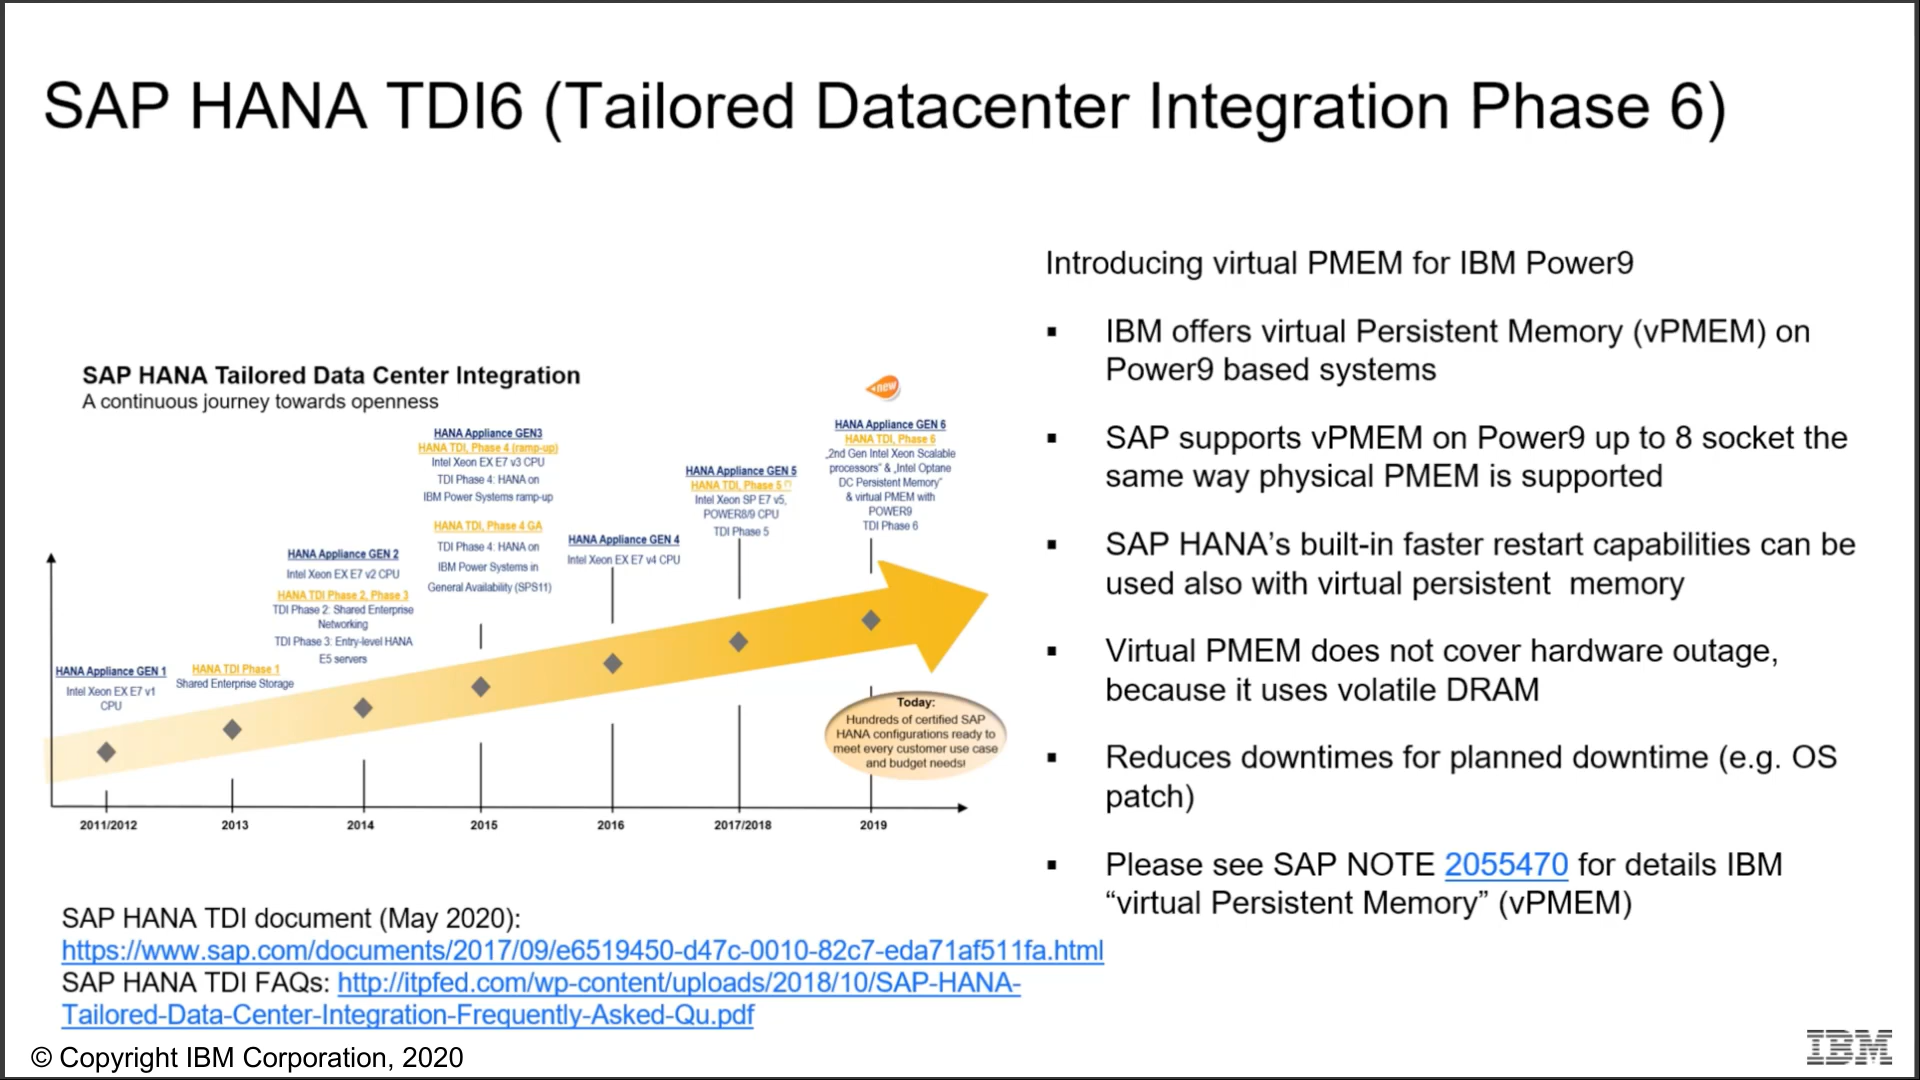 SAP HANA TDI6 (Tailored Datacenter Integration Phase 6)
SAP HANA Tailored Data Center Integration
A continuous journey towards openness
HANA Appliance GEN 1
Intel Xeon EX E7 v1
CPU
HANA TDI Phase 1
Shared Enterprise Storage
HANA Appliance GEN 2
Intel Xeon EX E7 v2 CPU
HANA TDI Phase 2, Phase 3
TDI Phase 2: Shared Enterprise
Networking
TDI Phase 3: Entry-level HANA
E5 servers
HANA Appliance GEN3
HANA TDI, Phase 4 (ramp-up)
Intel Xeon EX E7 v3 CPU
TDI Phase 4: HANA on
IBM Power Systems ramp-up
HANA TDI, Phase 4 GA
TDI Phase 4: HANA on
IBM Power Systems in
General Availability (SPS11)
HANA Appliance GEN 4
Intel Xeon EX E7 v4 CPU
HANA Appliance GEN 5
HANA TDI, Phase 5
Intel Xeon SP E7 v5,
POWER8/9 CPU
TDI Phase 5
new
HANA Appliance GEN 6
HANA TDI, Phase 6
„2nd Gen Intel Xeon Scalable
processors“ & „Intel Optane
DC Persistent Memory“
& virtual PMEM with
POWER9
TDI Phase 6
Today:
Hundreds of certified SAP
HANA configurations ready to
meet every customer use case
and budget needs!
2011/2012 2013 2014 2015 2016 2017/2018 2019
SAP HANA TDI document (May 2020):
https://www.sap.com/documents/2017/09/e6519450-d47c-0010-82c7-eda71af511fa.html
SAP HANA TDI FAQs: http://itpfed.com/wp-content/uploads/2018/10/SAP-HANA-
Tailored-Data-Center-Integration-Frequently-Asked-Qu.pdf
Introducing virtual PMEM for IBM Power9
▪ IBM offers virtual Persistent Memory (vPMEM) on
Power9 based systems
▪ SAP supports vPMEM on Power9 up to 8 socket the
same way physical PMEM is supported
▪ SAP HANA’s built-in faster restart capabilities can be
used also with virtual persistent memory
▪ Virtual PMEM does not cover hardware outage,
because it uses volatile DRAM
▪ Reduces downtimes for planned downtime (e.g. OS
patch)
▪ Please see SAP NOTE 2055470 for details IBM
“virtual Persistent Memory” (vPMEM)
© Copyright IBM Corporation, 2020
IBM